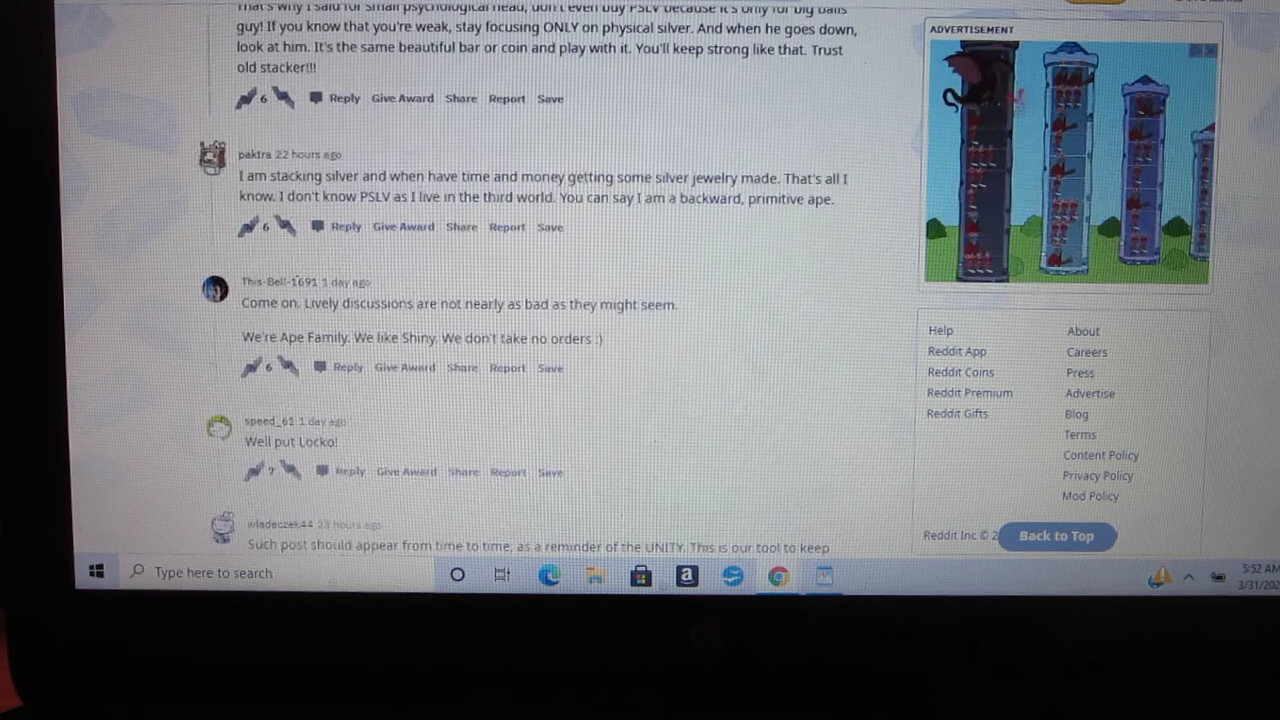 That's why I said for small psychological head, don't even buy PSLV because it's only for big balls
guy! If you know that you're weak, stay focusing ONLY on physical silver. And when he goes down,
look at him. It's the same beautiful bar or coin and play with it. You'll keep strong like that. Trust
old stacker!!!
6 Reply Give Award Share Report Save
paktra 22 hours ago
I am stacking silver and when have time and money getting some silver jewelry made. That's all I
know. I don't know PSLV as I live in the third world. You can say I am a backward, primitive ape.
6 Reply Give Award Share Report Save
This-Bell-1691 1 day ago
Come on. Lively discussions are not nearly as bad as they might seem.
We're Ape Family. We like Shiny. We don't take no orders :)
6 Reply Give Award Share Report Save
speed_61 1 day ago
Well put Locko!
7 Reply Give Award Share Report Save
wladeczek44 23 hours ago
Such post should appear from time to time, as a reminder of the UNITY. This is our tool to keep
ADVERTISEMENT
Help About
Reddit App Careers
Reddit Coins Press
Reddit Premium Advertise
Reddit Gifts Blog
Terms
Content Policy
Privacy Policy
Mod Policy
Reddit Inc © 2
Back to Top
Type here to search
a
5:52 AM
3/31/202